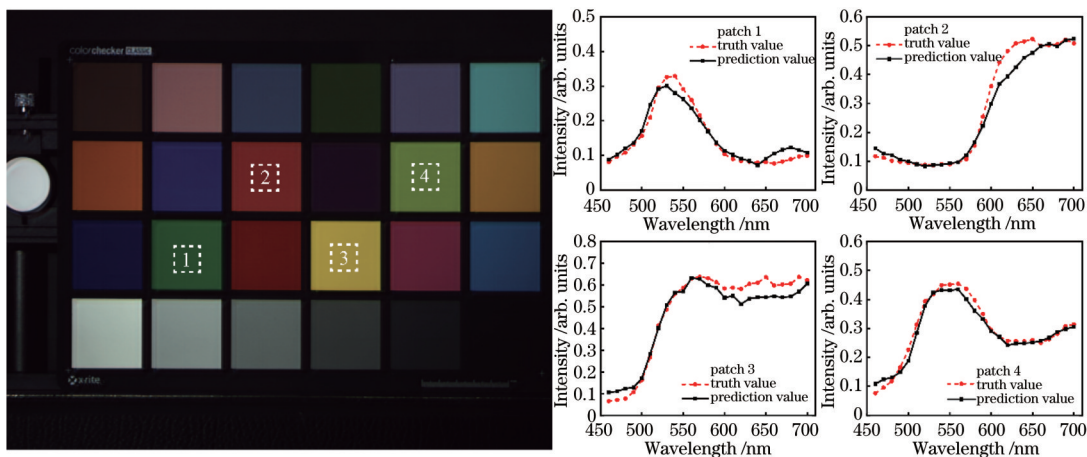 colorchecker CLASSIC
2
4
1
3
x-rite
patch 1
truth value
prediction value
Intensity /arb. units
0.5
0.4
0.3
0.2
0.1
0
450 500 550 600 650 700
Wavelength /nm
patch 2
truth value
prediction value
Intensity /arb. units
0.6
0.5
0.4
0.3
0.2
0.1
0
450 500 550 600 650 700
Wavelength /nm
patch 3
truth value
prediction value
Intensity /arb. units
0.8
0.7
0.6
0.5
0.4
0.3
0.2
0.1
0
450 500 550 600 650 700
Wavelength /nm
patch 4
truth value
prediction value
Intensity /arb. units
0.6
0.5
0.4
0.3
0.2
0.1
0
450 500 550 600 650 700
Wavelength /nm